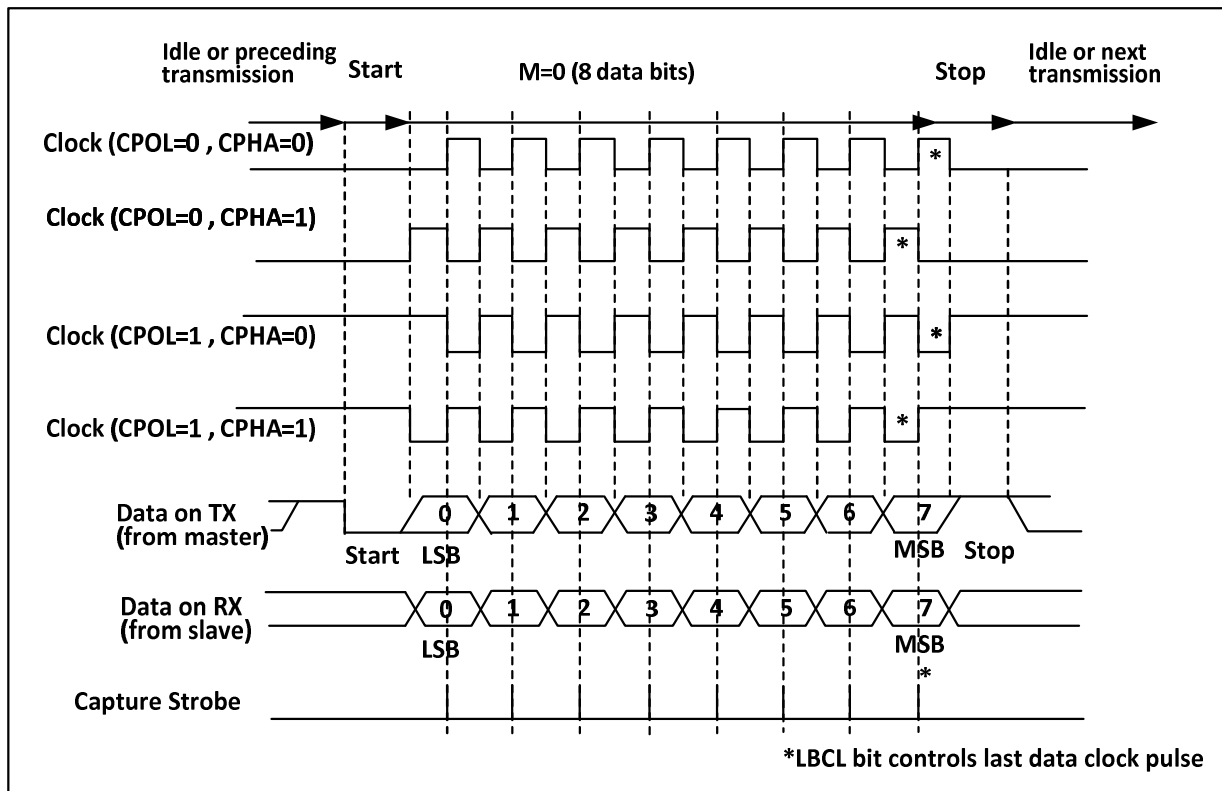 Idle or preceding
transmission
Start
M=0 (8 data bits)
Stop
Idle or next
transmission
Clock (CPOL=0 , CPHA=0)
*
Clock (CPOL=0 , CPHA=1)
*
Clock (CPOL=1 , CPHA=0)
*
Clock (CPOL=1 , CPHA=1)
*
Data on TX
(from master)
0 1 2 3 4 5 6 7
Start LSB MSB Stop
Data on RX
(from slave)
0 1 2 3 4 5 6 7
LSB MSB
*
Capture Strobe
*LBCL bit controls last data clock pulse